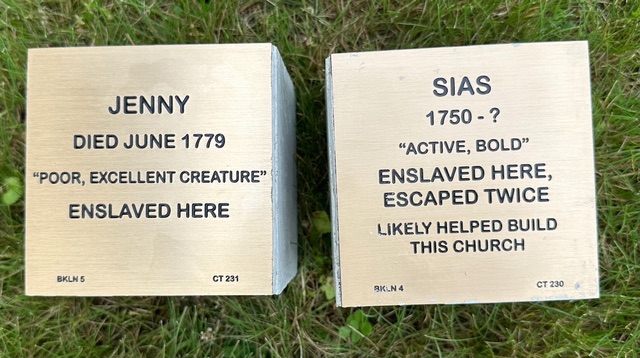 JENNY
DIED JUNE 1779
“POOR, EXCELLENT CREATURE”
ENSLAVED HERE
BKLN 5 CT 231
SIAS
1750 - ?
“ACTIVE, BOLD”
ENSLAVED HERE,
ESCAPED TWICE
LIKELY HELPED BUILD
THIS CHURCH
BKLN 4 CT 230